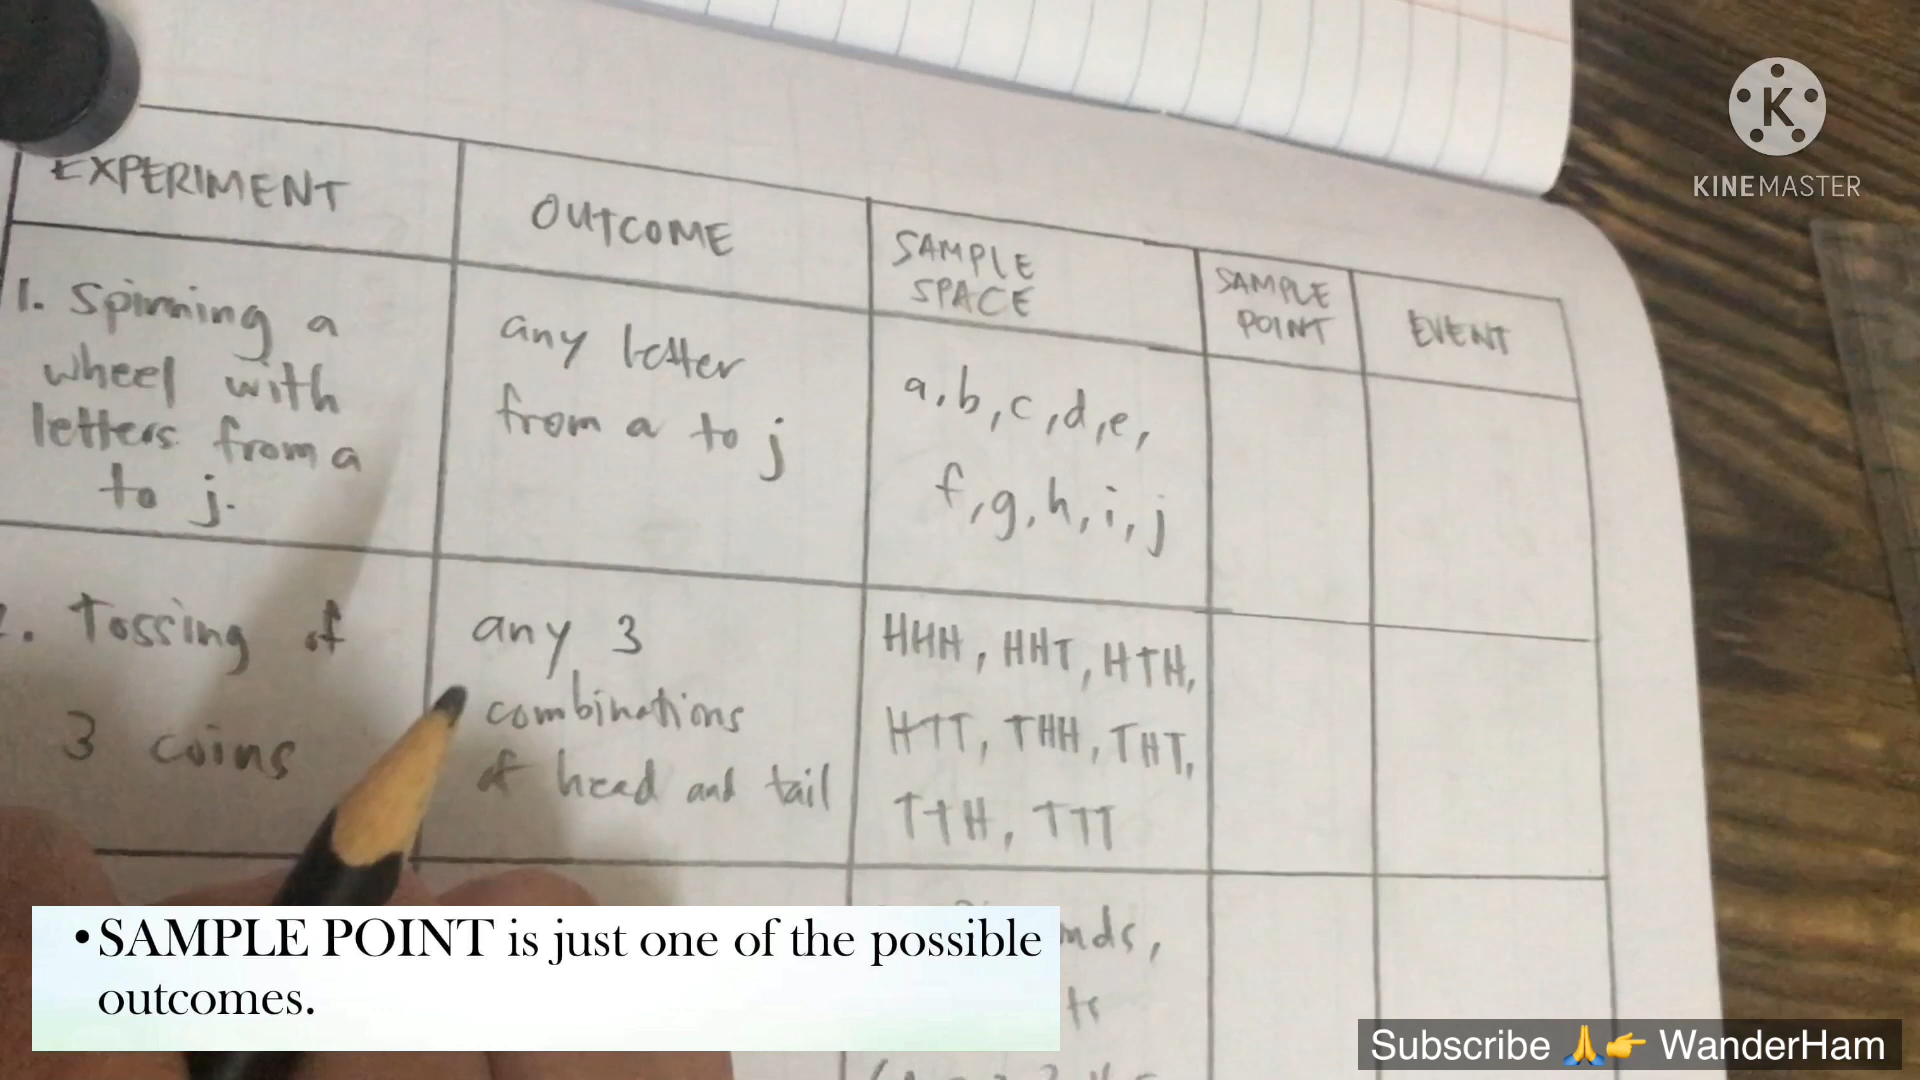 KINEMASTER
EXPERIMENT
OUTCOME
SAMPLE
SPACE
SAMPLE
POINT
EVENT
1. Spinning a
wheel with
letters from a
to j.
any letter
from a to j
a, b, c, d, e,
f, g, h, i, j
. Tossing of
3 coins
any 3
combinations
of head and tail
HHH, HHT, HTH,
HTT, THH, THT,
TTH, TTT
•SAMPLE POINT is just one of the possible
outcomes.
Subscribe 🙏👉 WanderHam